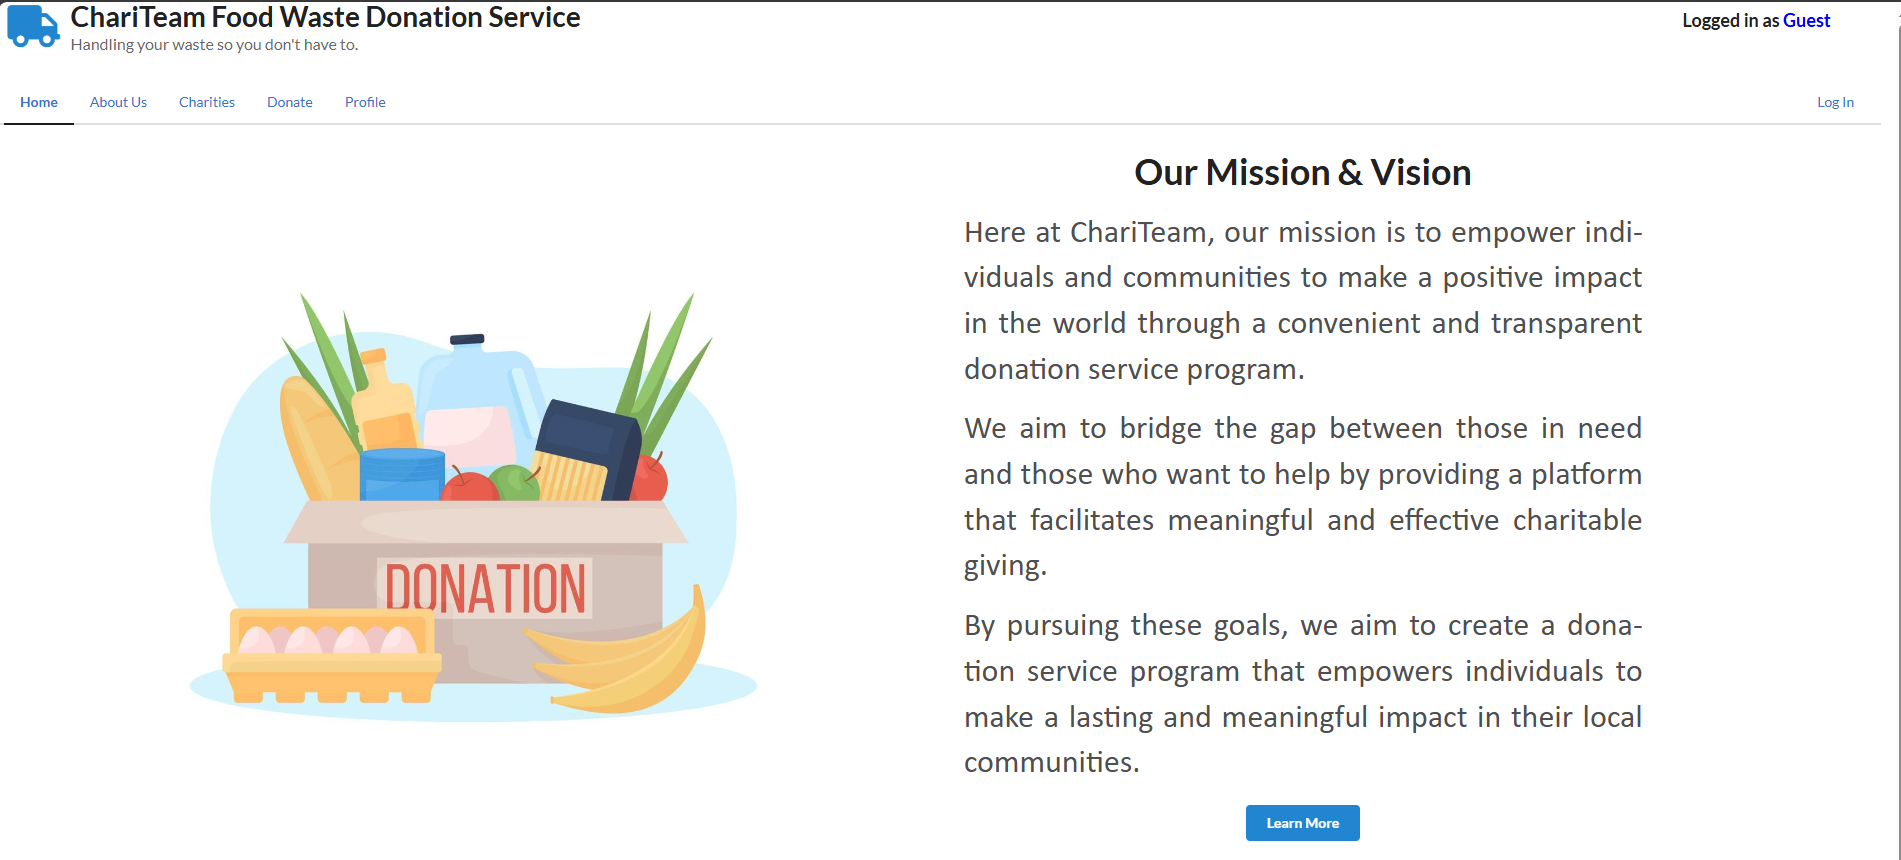 ChariTeam Food Waste Donation Service
Handling your waste so you don't have to.
Logged in as Guest
Home About Us Charities Donate Profile Log In
Our Mission & Vision
Here at ChariTeam, our mission is to empower indi-
viduals and communities to make a positive impact
in the world through a convenient and transparent
donation service program.
We aim to bridge the gap between those in need
and those who want to help by providing a platform
that facilitates meaningful and effective charitable
giving.
By pursuing these goals, we aim to create a dona-
tion service program that empowers individuals to
make a lasting and meaningful impact in their local
communities.
Learn More
DONATION